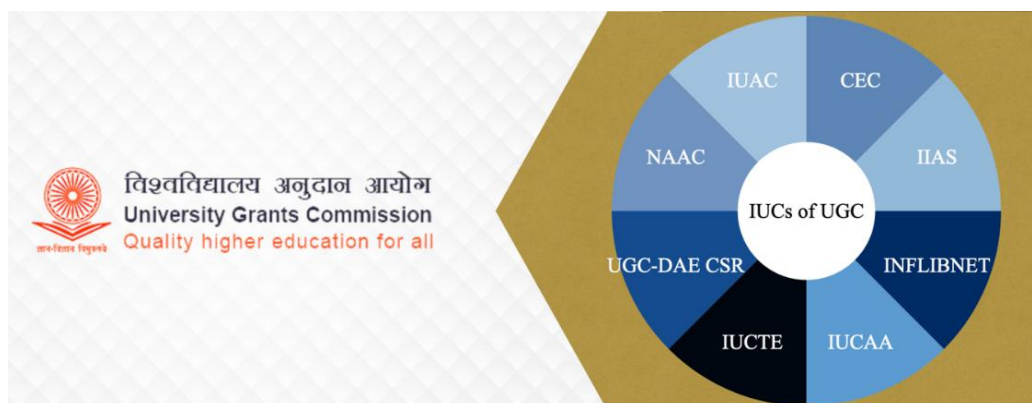 विश्वविद्यालय अनुदान आयोग
University Grants Commission
Quality higher education for all
ज्ञान-विज्ञान विमुक्तये
IUAC
CEC
NAAC
IIAS
IUCs of UGC
UGC-DAE CSR
INFLIBNET
IUCTE
IUCAA